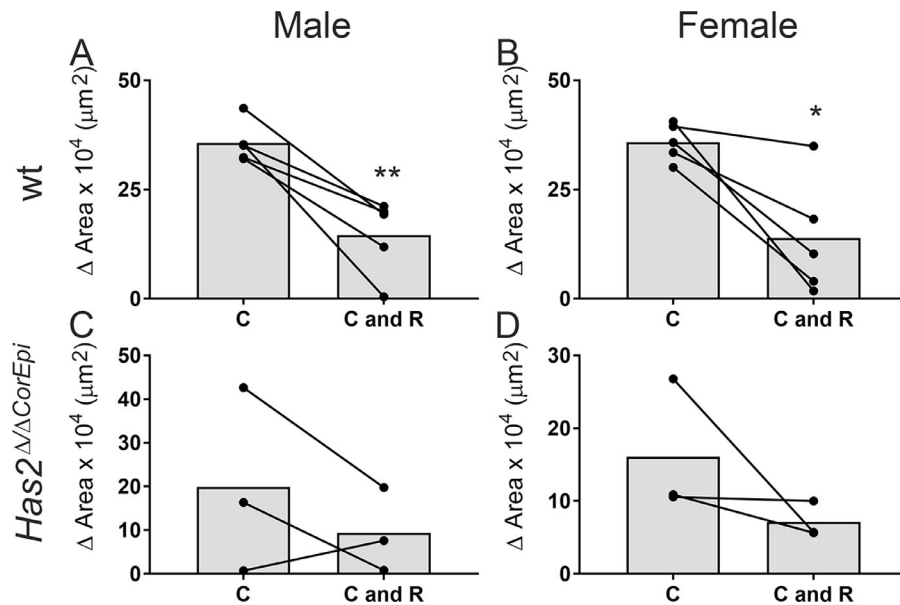 Male Female
A B
wt
Δ Area x 10⁴ (μm²)
50
25
0
**
C C and R
Δ Area x 10⁴ (μm²)
50
25
0
*
C C and R
C D
Has2^Δ/ΔCorEpi
Δ Area x 10⁴ (μm²)
50
40
30
20
10
0
C C and R
Δ Area x 10⁴ (μm²)
30
20
10
0
C C and R